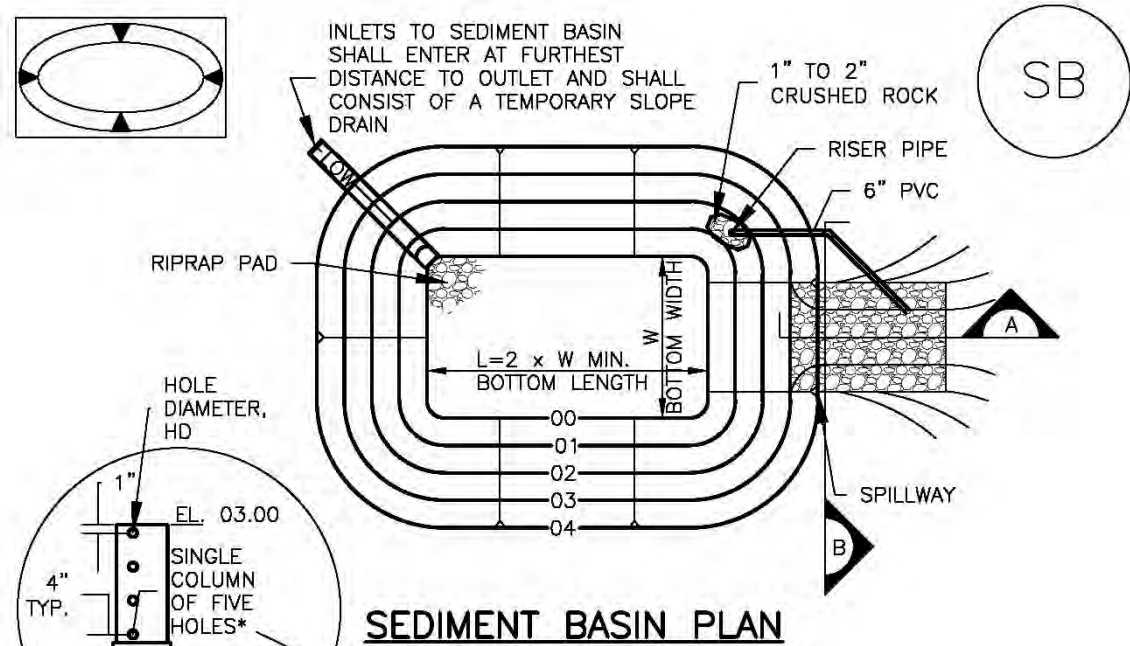 INLETS TO SEDIMENT BASIN
SHALL ENTER AT FURTHEST
DISTANCE TO OUTLET AND SHALL
CONSIST OF A TEMPORARY SLOPE
DRAIN
1" TO 2"
CRUSHED ROCK
SB
RISER PIPE
6" PVC
FLOW
RIPRAP PAD
W
BOTTOM WIDTH
L=2 x W MIN.
BOTTOM LENGTH
A
00
01
02
03
04
SPILLWAY
B
HOLE
DIAMETER,
HD
1"
EL. 03.00
4"
TYP.
SINGLE
COLUMN
OF FIVE
HOLES*
SEDIMENT BASIN PLAN